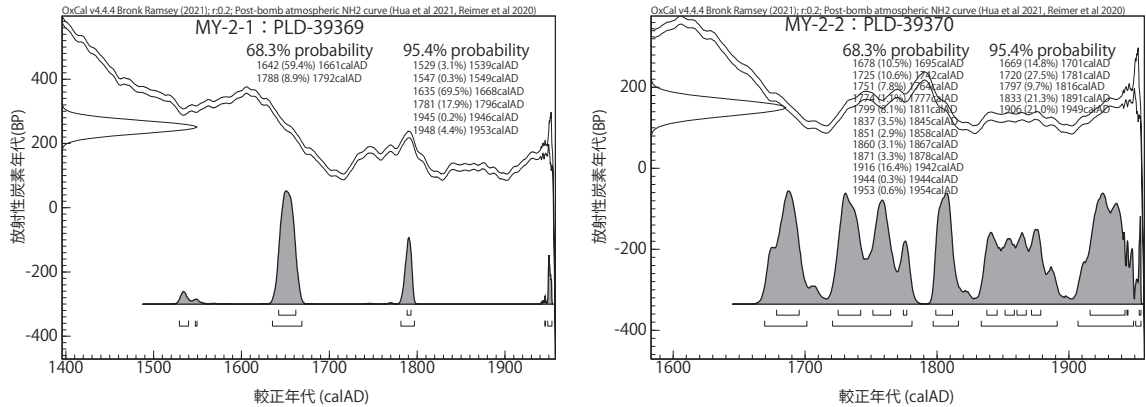 OxCal v4.4.4 Bronk Ramsey (2021); r:0.2; Post-bomb atmospheric NH2 curve (Hua et al 2021, Reimer et al 2020)
MY-2-1：PLD-39369
68.3% probability
1642 (59.4%) 1661calAD
1788 (8.9%) 1792calAD
95.4% probability
1529 (3.1%) 1539calAD
1547 (0.3%) 1549calAD
1635 (69.5%) 1668calAD
1781 (17.9%) 1796calAD
1945 (0.2%) 1946calAD
1948 (4.4%) 1953calAD
放射性炭素年代(BP)
400
200
0
-200
-400
1400 1500 1600 1700 1800 1900
較正年代 (calAD)
OxCal v4.4.4 Bronk Ramsey (2021); r:0.2; Post-bomb atmospheric NH2 curve (Hua et al 2021, Reimer et al 2020)
MY-2-2：PLD-39370
68.3% probability
1678 (10.5%) 1695calAD
1725 (10.6%) 1742calAD
1751 (7.8%) 1764calAD
1777calAD
1799 (8.1%) 1811calAD
1837 (3.5%) 1845calAD
1851 (2.9%) 1858calAD
1860 (3.1%) 1867calAD
1871 (3.3%) 1878calAD
1916 (16.4%) 1942calAD
1944 (0.3%) 1944calAD
1953 (0.6%) 1954calAD
95.4% probability
1669 (14.8%) 1701calAD
1720 (27.5%) 1781calAD
1797 (9.7%) 1816calAD
1833 (21.3%) 1891calAD
1906 (21.0%) 1949calAD
放射性炭素年代(BP)
200
0
-200
-400
1600 1700 1800 1900
較正年代 (calAD)